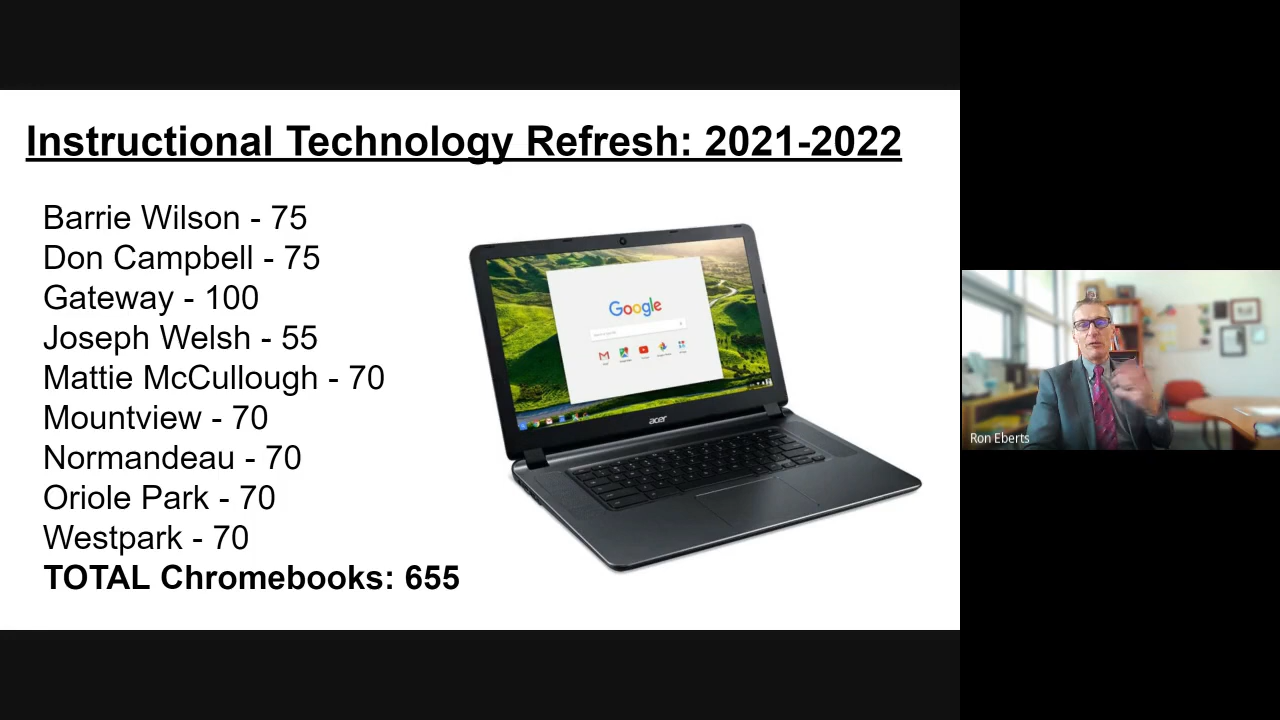 Instructional Technology Refresh: 2021-2022
Barrie Wilson - 75
Don Campbell - 75
Gateway - 100
Joseph Welsh - 55
Mattie McCullough - 70
Mountview - 70
Normandeau - 70
Oriole Park - 70
Westpark - 70
TOTAL Chromebooks: 655
Google
acer
Ron Eberts